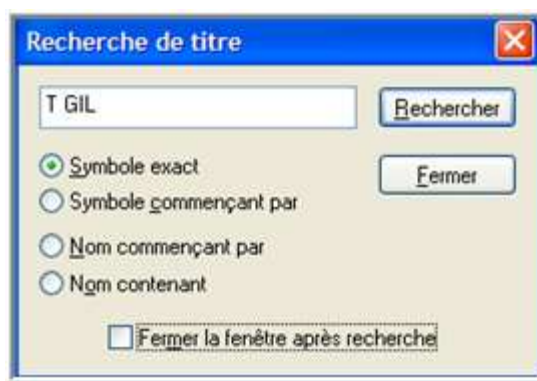 Recherche de titre
T GIL
Rechercher
Symbole exact
Fermer
Symbole commençant par
Nom commençant par
Nom contenant
Fermer la fenêtre après recherche